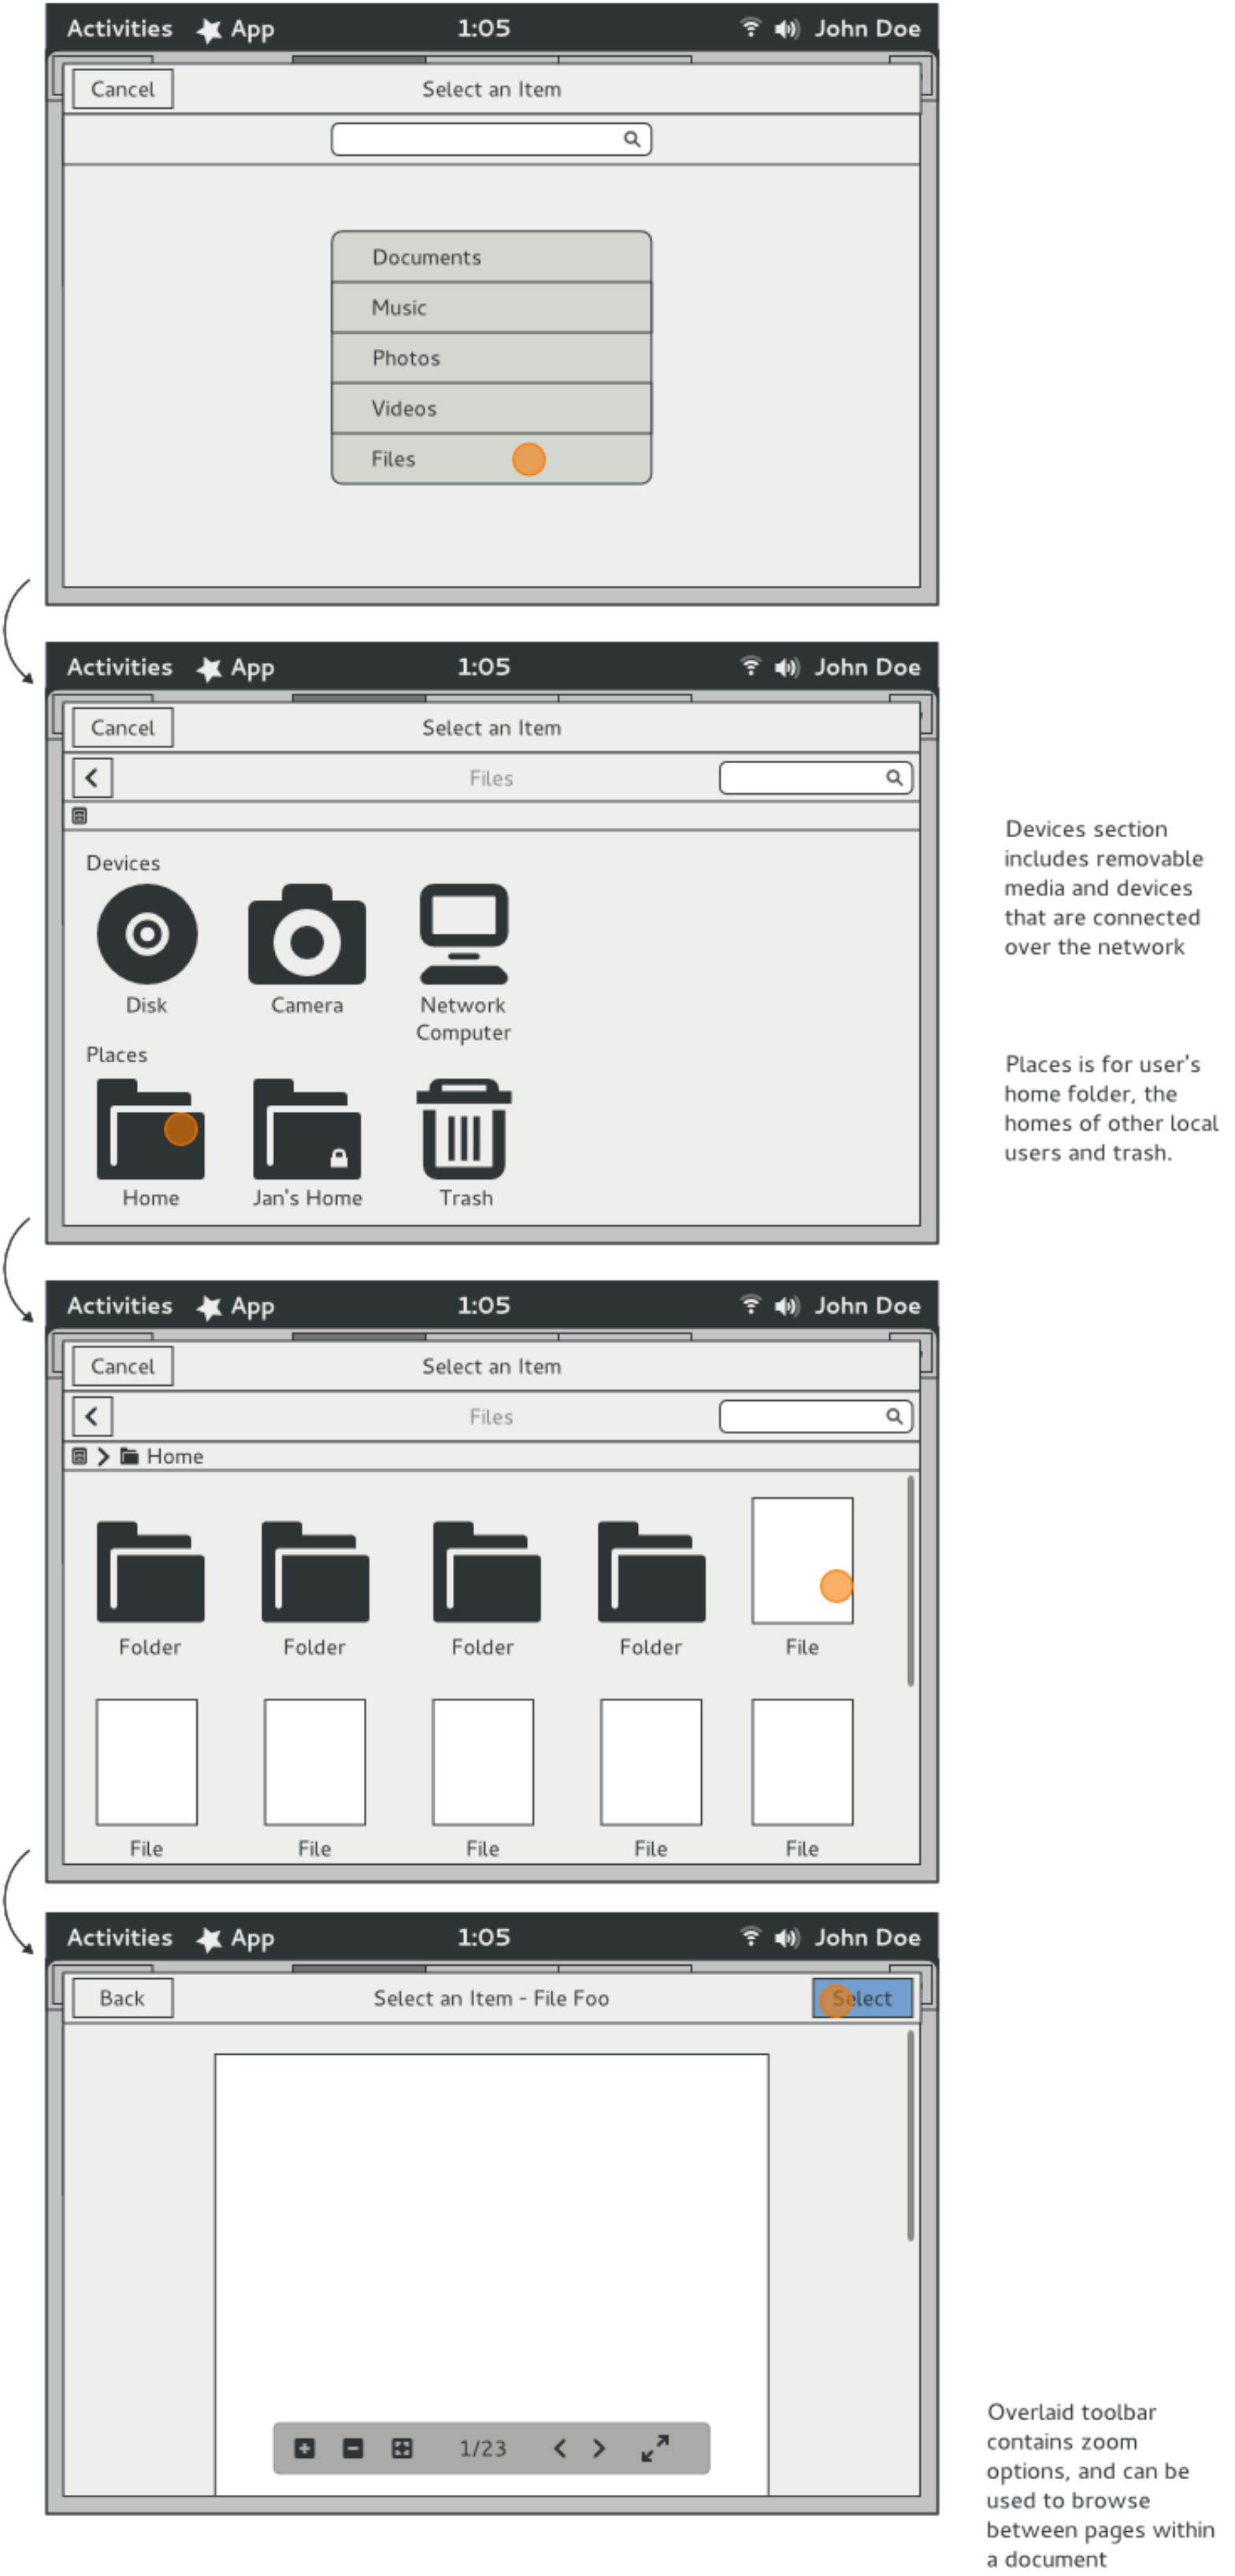 Activities App 1:05 John Doe
Cancel Select an Item
Documents
Music
Photos
Videos
Files
Activities App 1:05 John Doe
Cancel Select an Item
Files
Devices
Disk Camera Network
Computer
Places
Home Jan's Home Trash
Devices section
includes removable
media and devices
that are connected
over the network
Places is for user's
home folder, the
homes of other local
users and trash.
Activities App 1:05 John Doe
Cancel Select an Item
Files
Home
Folder Folder Folder Folder File
File File File File File
Activities App 1:05 John Doe
Back Select an Item - File Foo Select
1/23
Overlaid toolbar
contains zoom
options, and can be
used to browse
between pages within
a document